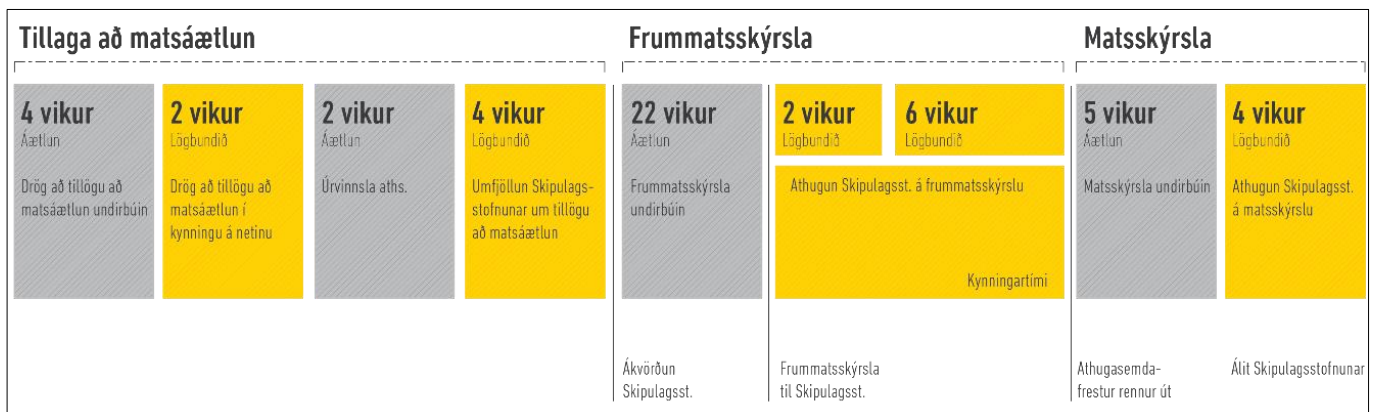 Tillaga að matsáætlun
4 vikur
Áætlun
Drög að tillögu að
matsáætlun undirbúin
2 vikur
Lögbundið
Drög að tillögu að
matsáætlun í
kynningu á netinu
2 vikur
Áætlun
Úrvinnsla aths.
4 vikur
Lögbundið
Umfjöllun Skipulags-
stofnunar um tillögu
að matsáætlun
Frummatsskýrsla
22 vikur
Áætlun
Frummatsskýrsla
undirbúin
2 vikur
Lögbundið
6 vikur
Lögbundið
Athugun Skipulagsst. á frummatsskýrslu
Kynningartími
Matsskýrsla
5 vikur
Áætlun
Matsskýrsla undirbúin
4 vikur
Lögbundið
Athugun Skipulagsst.
á matsskýrslu
Ákvörðun
Skipulagsst.
Frummatsskýrsla
til Skipulagsst.
Athugasemda-
frestur rennur út
Álit Skipulagsstofnunar